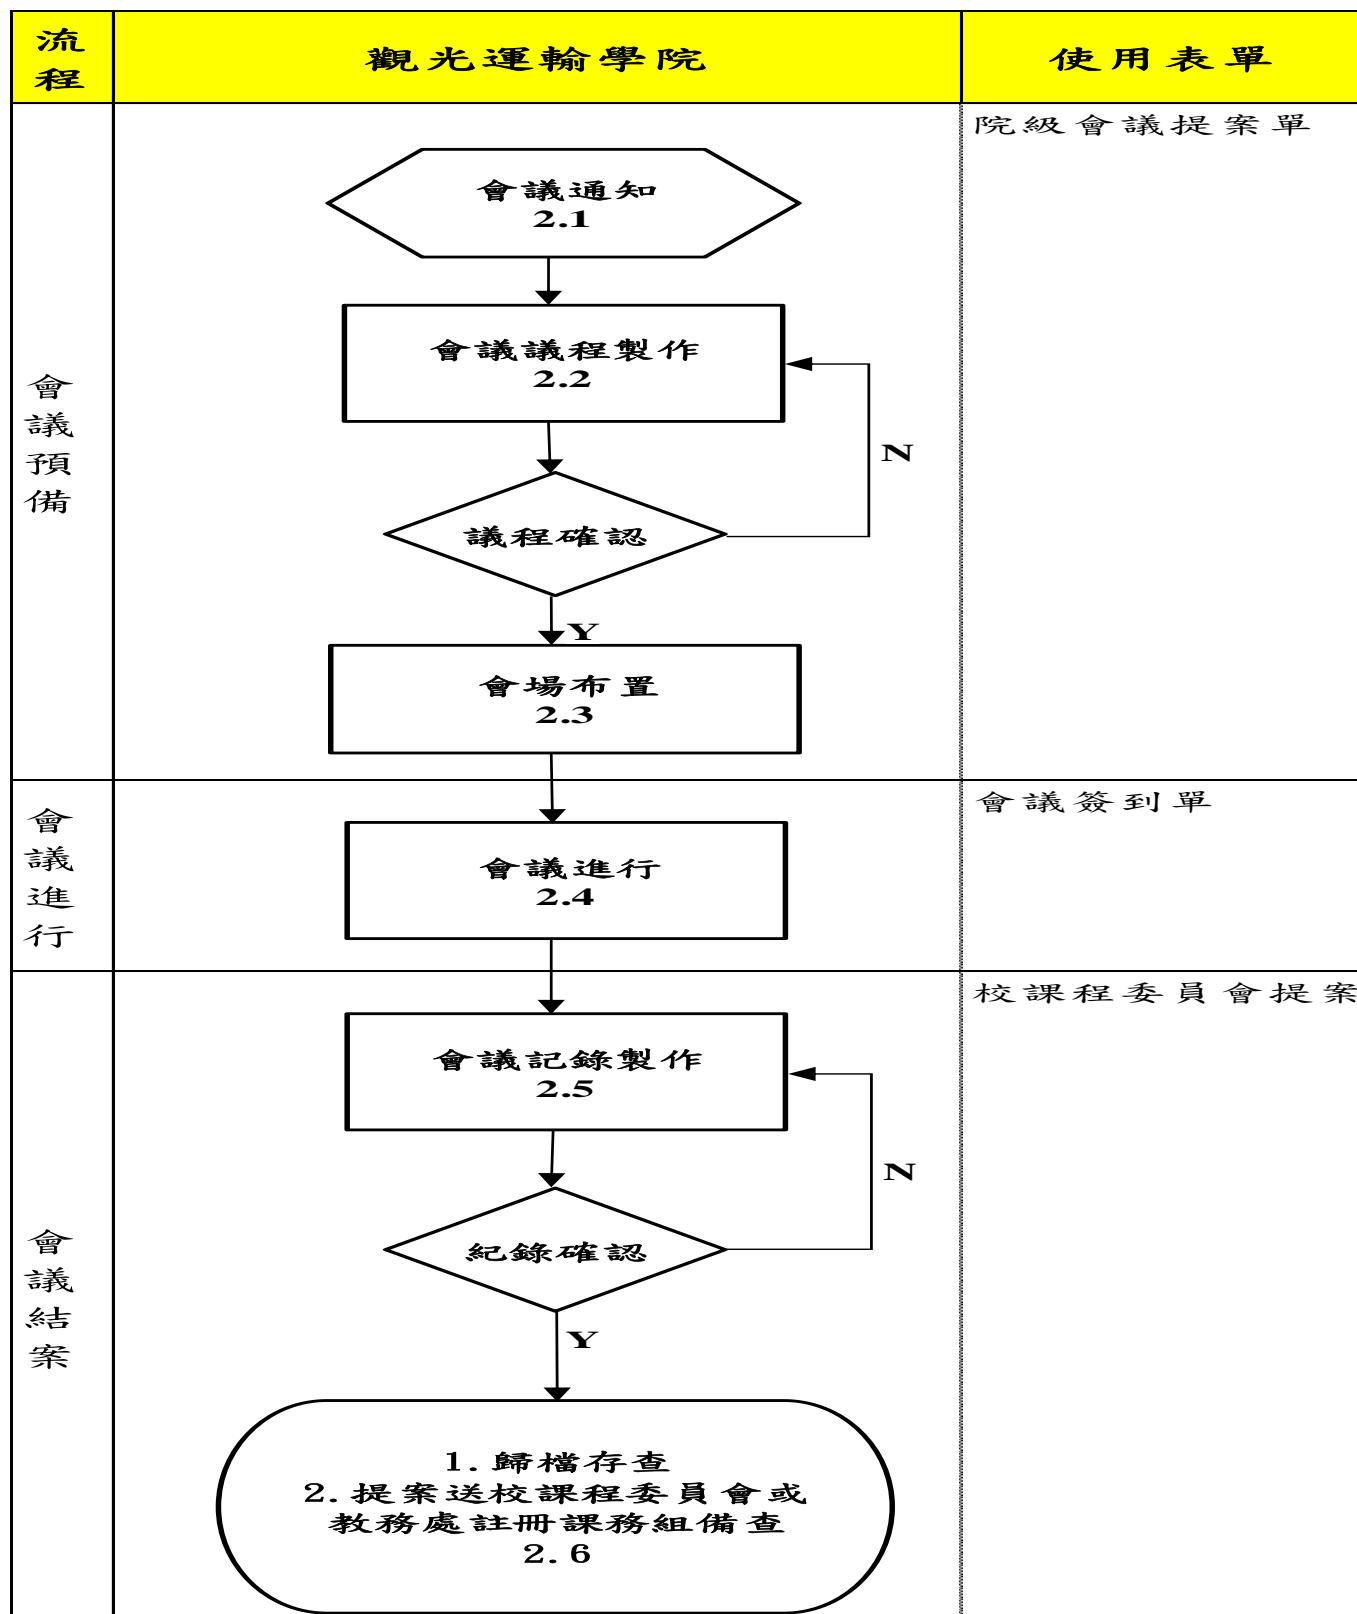 流
程
觀光運輸學院
使用表單
院級會議提案單
會議通知
2.1
會議議程製作
2.2
N
會
議
預
備
議程確認
Y
會場布置
2.3
會議簽到單
會
議
進
行
會議進行
2.4
校課程委員會提案
會議記錄製作
2.5
N
紀錄確認
會
議
結
案
Y
1.歸檔存查
2.提案送校課程委員會或
教務處註冊課務組備查
2.6